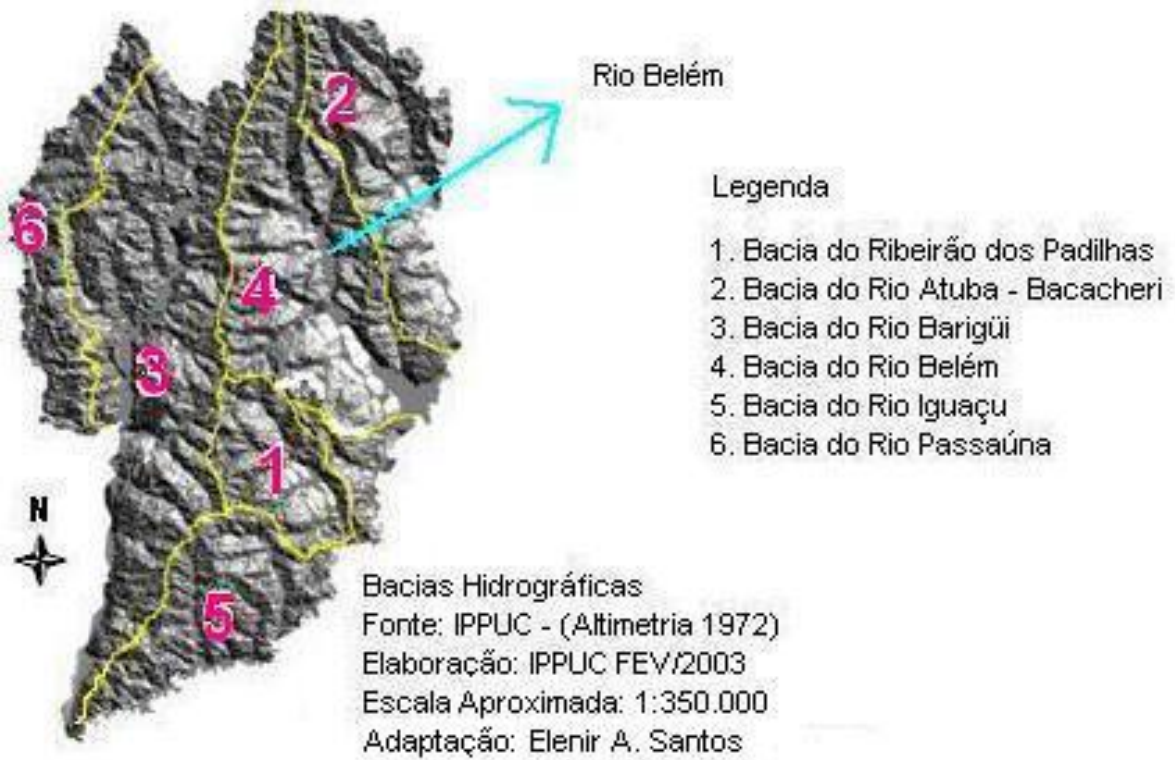 Rio Belém
2
Legenda
6
1. Bacia do Ribeirão dos Padilhas
2. Bacia do Rio Atuba - Bacacheri
4
3. Bacia do Rio Barigüi
3
4. Bacia do Rio Belém
5. Bacia do Rio Iguaçu
6. Bacia do Rio Passaúna
1
N
5
Bacias Hidrográficas
Fonte: IPPUC - (Altimetria 1972)
Elaboração: IPPUC FEV/2003
Escala Aproximada: 1:350.000
Adaptação: Elenir A. Santos